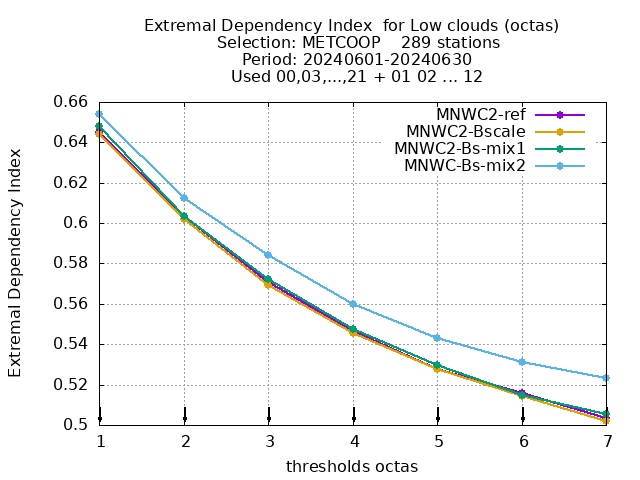 Extremal Dependency Index  for Low clouds (octas)
Selection: METCOOP    289 stations
Period: 20240601-20240630
Used 00,03,...,21 + 01 02 ... 12
Extremal Dependency Index
0.66
0.64
0.62
0.6
0.58
0.56
0.54
0.52
0.5
MNWC2-ref
MNWC2-Bscale
MNWC2-Bs-mix1
MNWC-Bs-mix2
1 2 3 4 5 6 7
thresholds octas